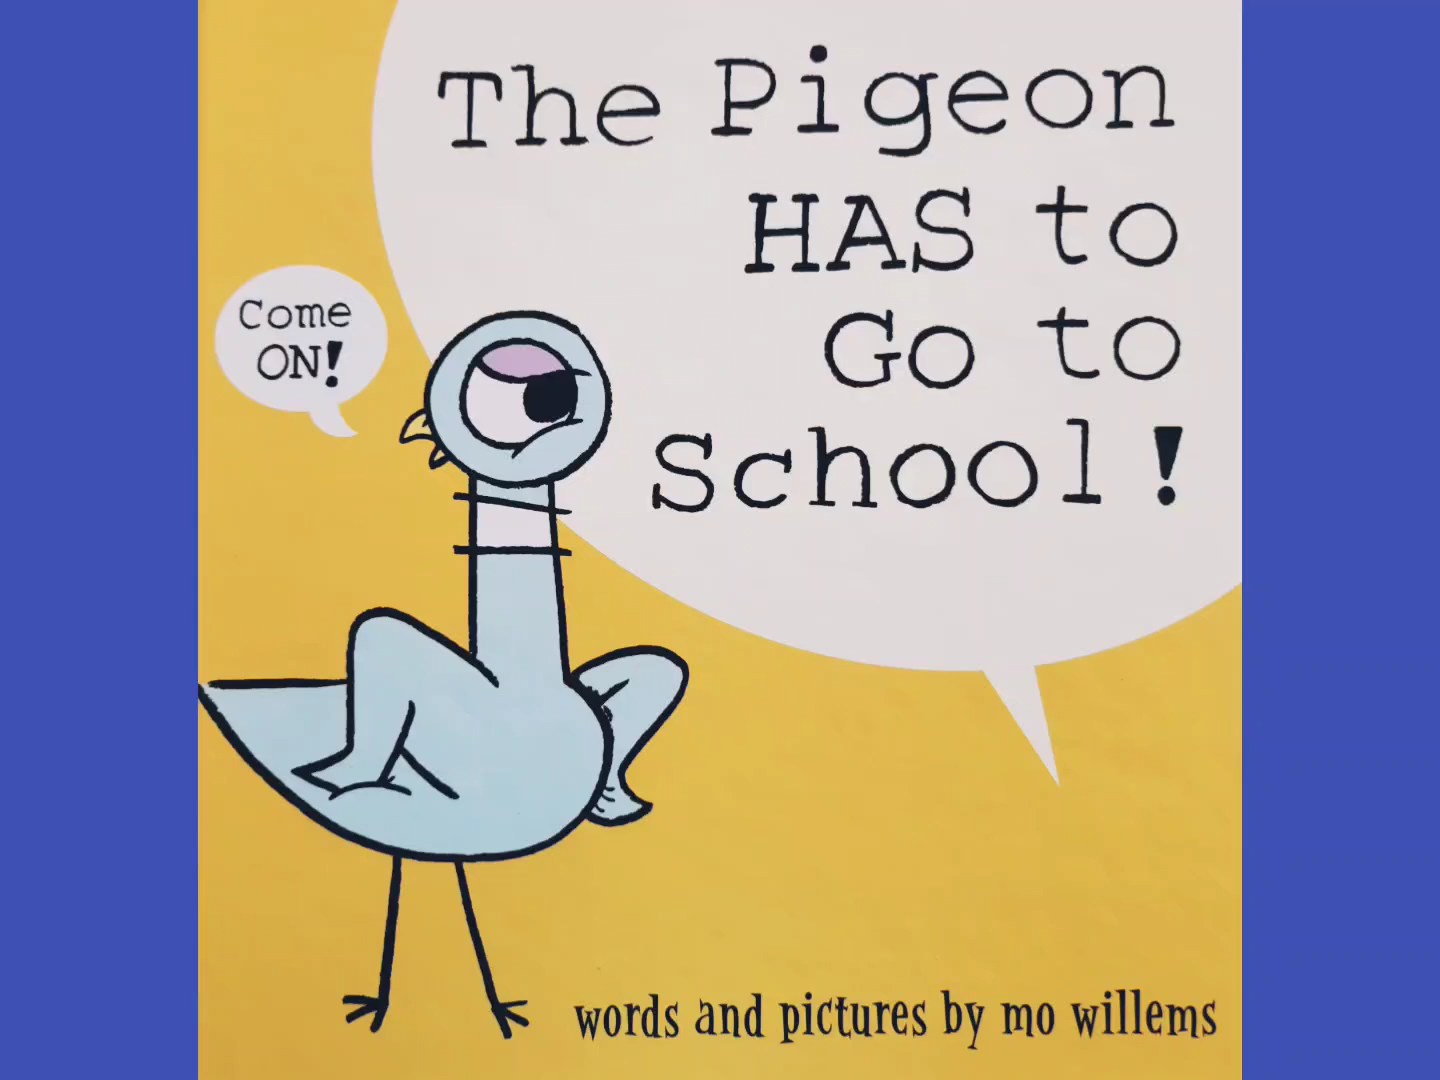 The Pigeon
HAS to
Go to
School!
Come
ON!
words and pictures by mo willems